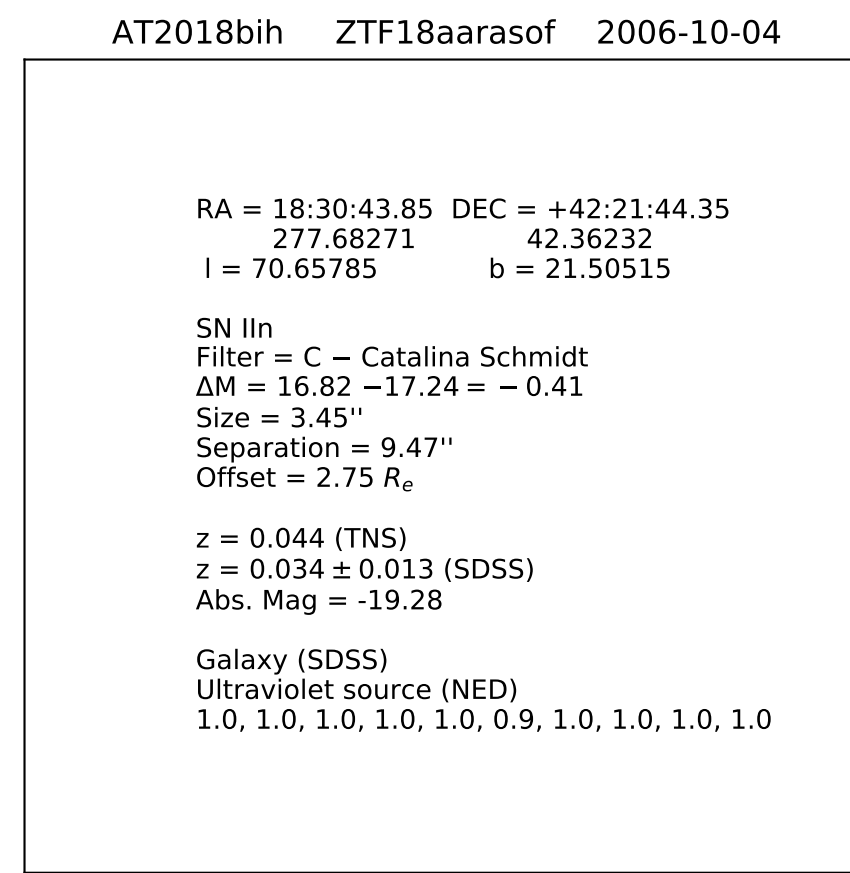 AT2018bih ZTF18aarasof 2006-10-04
RA = 18:30:43.85 DEC = +42:21:44.35
277.68271 42.36232
l = 70.65785 b = 21.50515
SN IIn
Filter = C − Catalina Schmidt
ΔM = 16.82 −17.24 = − 0.41
Size = 3.45''
Separation = 9.47''
Offset = 2.75 Re
z = 0.044 (TNS)
z = 0.034 ± 0.013 (SDSS)
Abs. Mag = -19.28
Galaxy (SDSS)
Ultraviolet source (NED)
1.0, 1.0, 1.0, 1.0, 1.0, 0.9, 1.0, 1.0, 1.0, 1.0